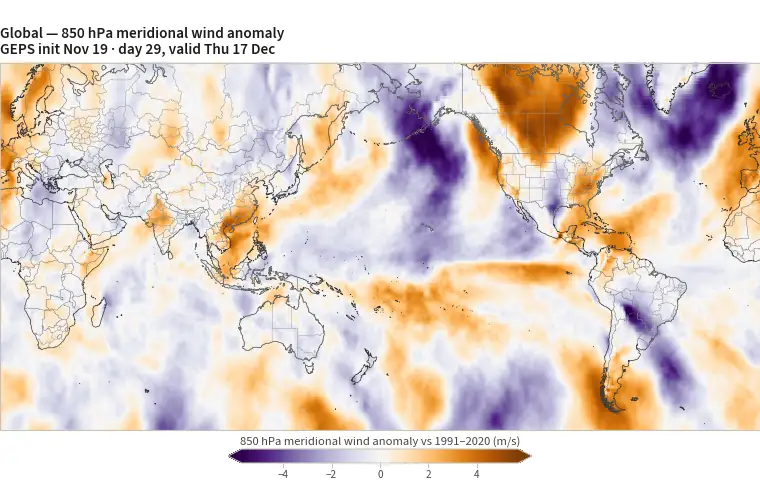 Global — 850 hPa meridional wind anomaly
GEPS init Nov 19 · day 29, valid Thu 17 Dec
850 hPa meridional wind anomaly vs 1991–2020 (m/s)
−4 −2 0 2 4